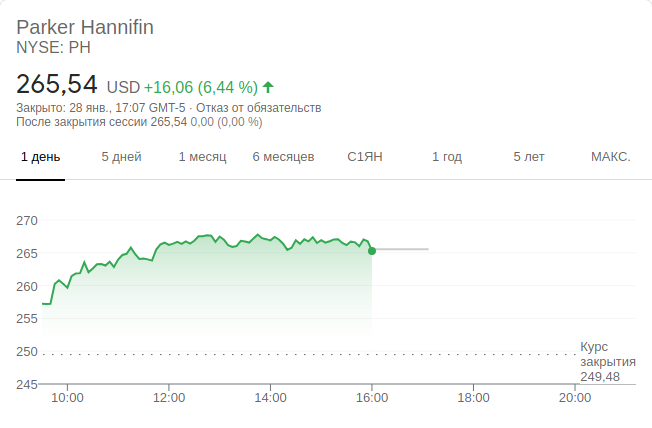 Parker Hannifin
NYSE: PH
265,54 USD +16,06 (6,44 %)
Закрыто: 28 янв., 17:07 GMT-5 · Отказ от обязательств
После закрытия сессии 265,54 0,00 (0,00 %)
1 день 5 дней 1 месяц 6 месяцев С1ЯН 1 год 5 лет МАКС.
270
265
260
255
250
Курс
закрытия
249,48
245
10:00 12:00 14:00 16:00 18:00 20:00